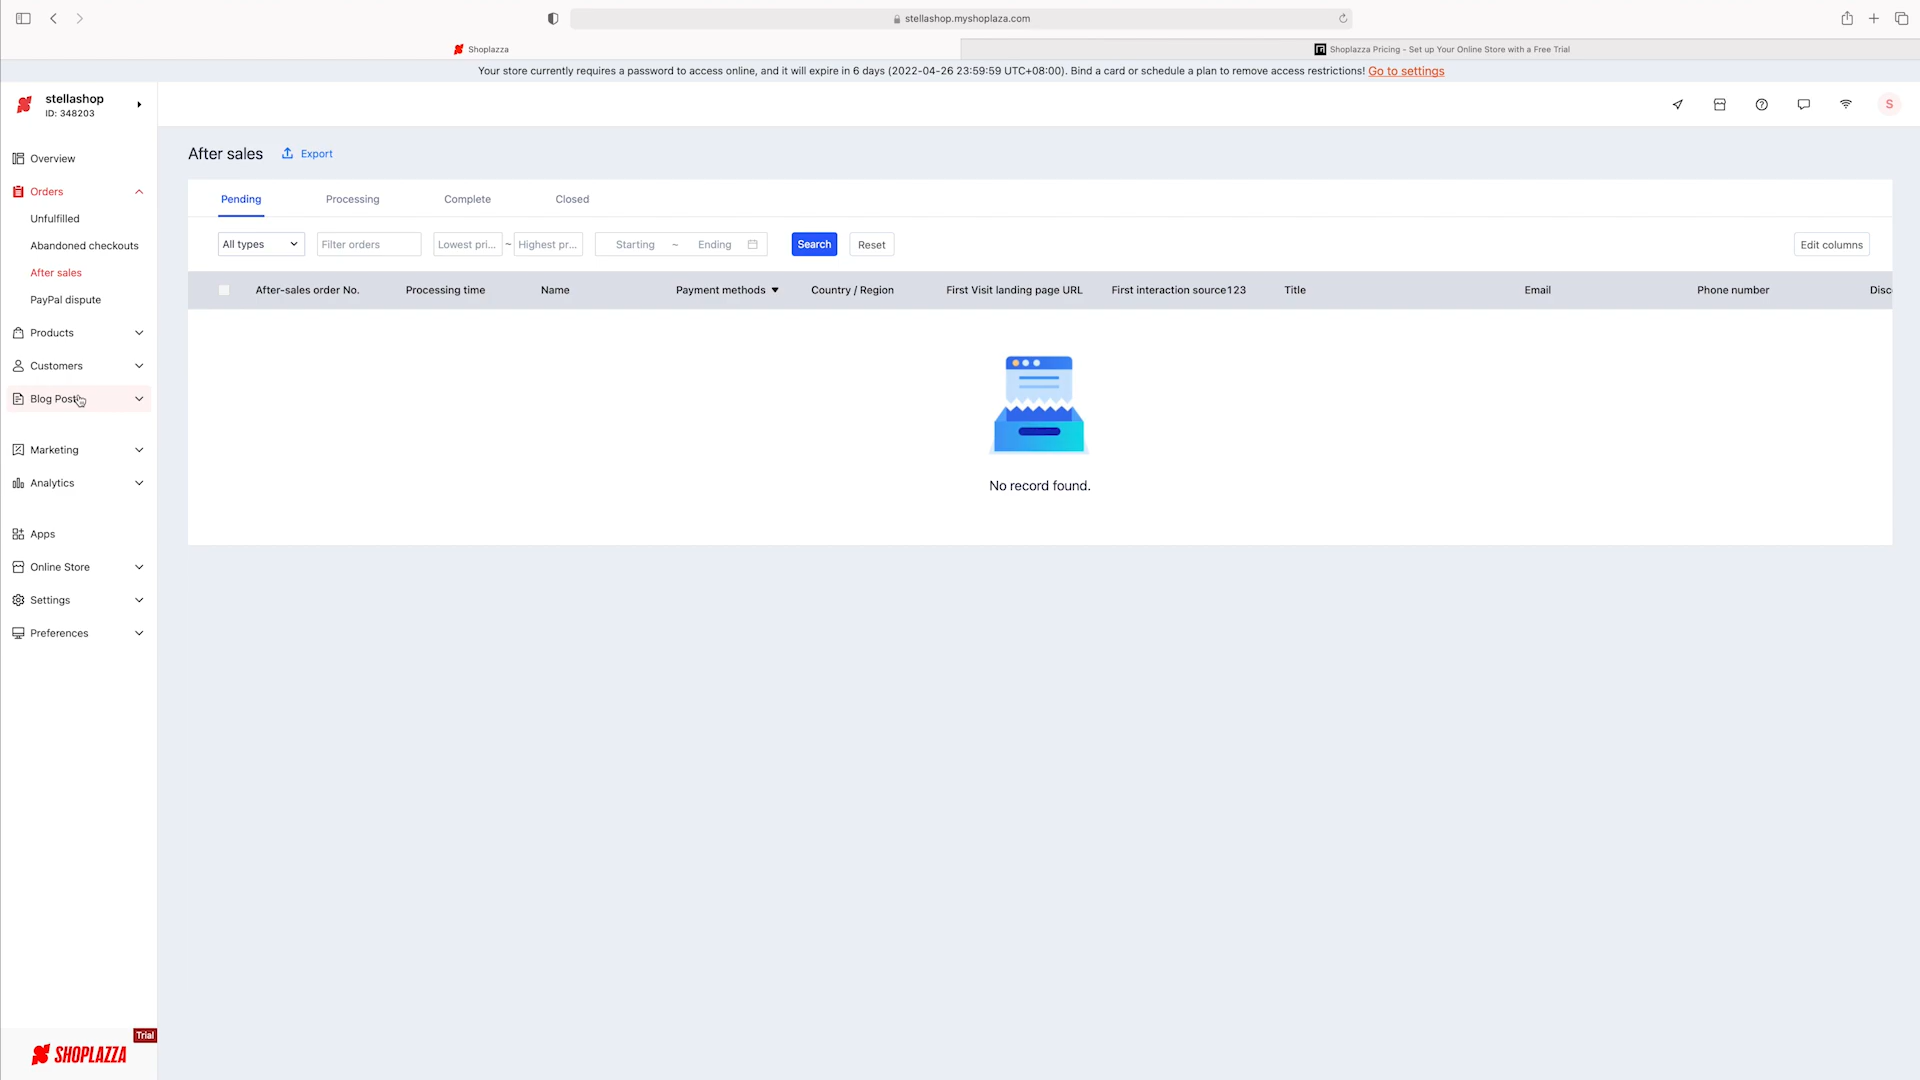 stellashop.myshoplaza.com
Shoplazza
Shoplazza Pricing - Set up Your Online Store with a Free Trial
Your store currently requires a password to access online, and it will expire in 6 days (2022-04-26 23:59:59 UTC+08:00). Bind a card or schedule a plan to remove access restrictions! Go to settings
stellashop
ID: 348203
S
Overview
Orders
Unfulfilled
Abandoned checkouts
After sales
PayPal dispute
Products
Customers
Blog Post
Marketing
Analytics
Apps
Online Store
Settings
Preferences
Trial
SHOPLAZZA
After sales Export
Pending Processing Complete Closed
All types Filter orders Lowest pri... ~ Highest pr... Starting ~ Ending Search Reset Edit columns
After-sales order No. Processing time Name Payment methods Country / Region First Visit landing page URL First interaction source123 Title Email Phone number Disc
No record found.